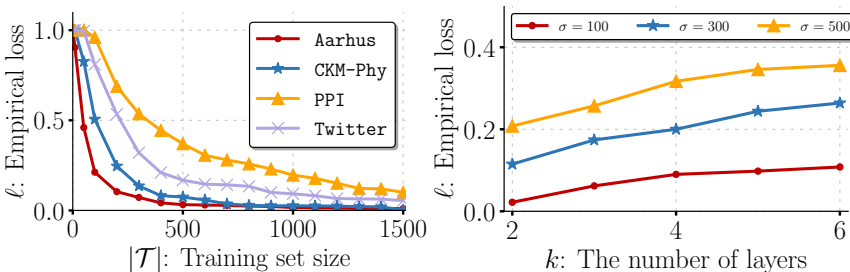 ℓ: Empirical loss
1.0
0.5
0.0
0
500
1000
1500
|𝒯|: Training set size
Aarhus
CKM-Phy
PPI
Twitter
ℓ: Empirical loss
0.4
0.2
0.0
2
4
6
k: The number of layers
σ = 100
σ = 300
σ = 500